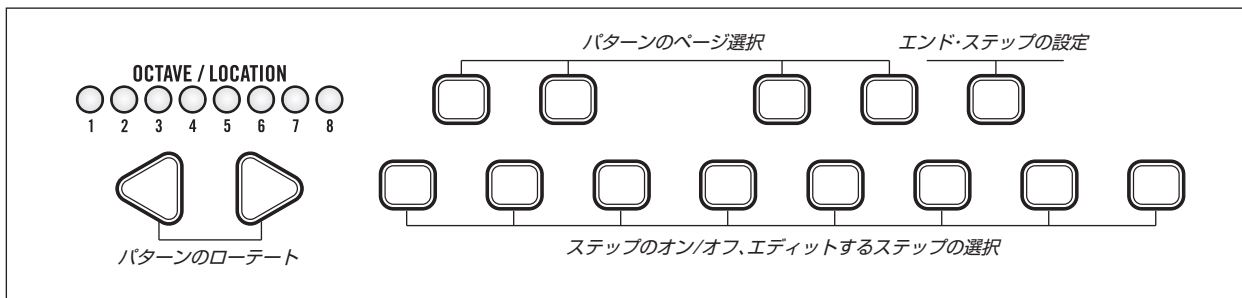 パターンのページ選択
エンド・ステップの設定
OCTAVE / LOCATION
1 2 3 4 5 6 7 8
パターンのローテート
ステップのオン/オフ、エディットするステップの選択